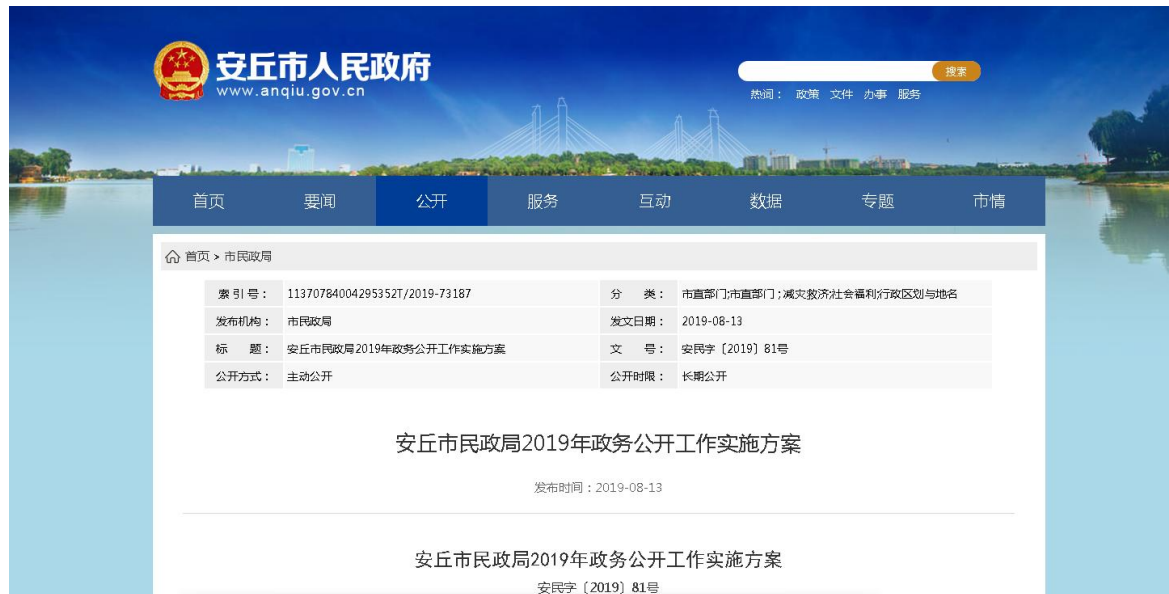 安丘市人民政府
www.anqiu.gov.cn
搜索
热词： 政策 文件 办事 服务
首页 要闻 公开 服务 互动 数据 专题 市情
首页 > 市民政局
索引号： 11370784004295352T/2019-73187 分 类： 市直部门;市直部门 ; 减灾救济;社会福利;行政区划与地名
发布机构： 市民政局 发文日期： 2019-08-13
标 题： 安丘市民政局2019年政务公开工作实施方案 文 号： 安民字〔2019〕81号
公开方式： 主动公开 公开时限： 长期公开
安丘市民政局2019年政务公开工作实施方案
发布时间：2019-08-13
安丘市民政局2019年政务公开工作实施方案
安民字〔2019〕81号